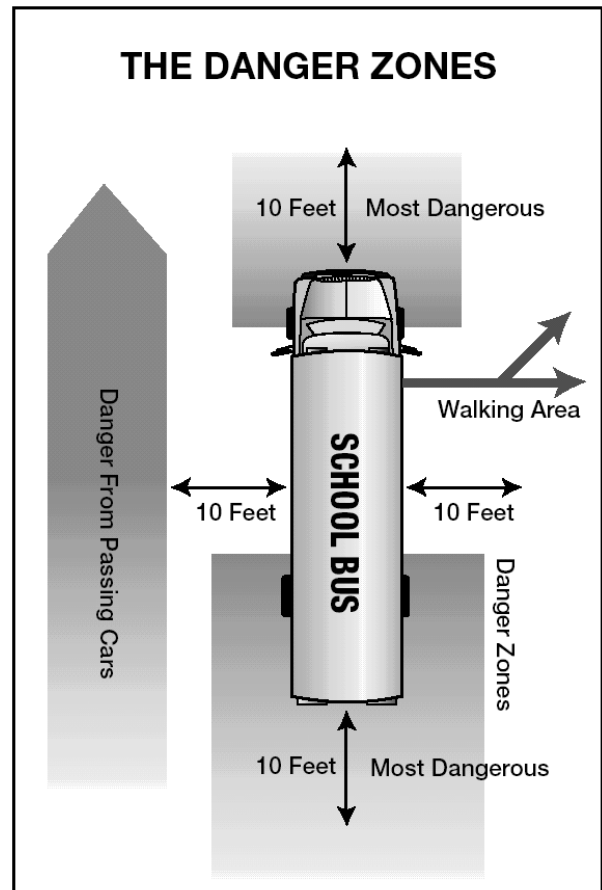 THE DANGER ZONES
10 Feet
Most Dangerous
Walking Area
Danger From Passing Cars
SCHOOL BUS
10 Feet
10 Feet
Danger Zones
10 Feet
Most Dangerous